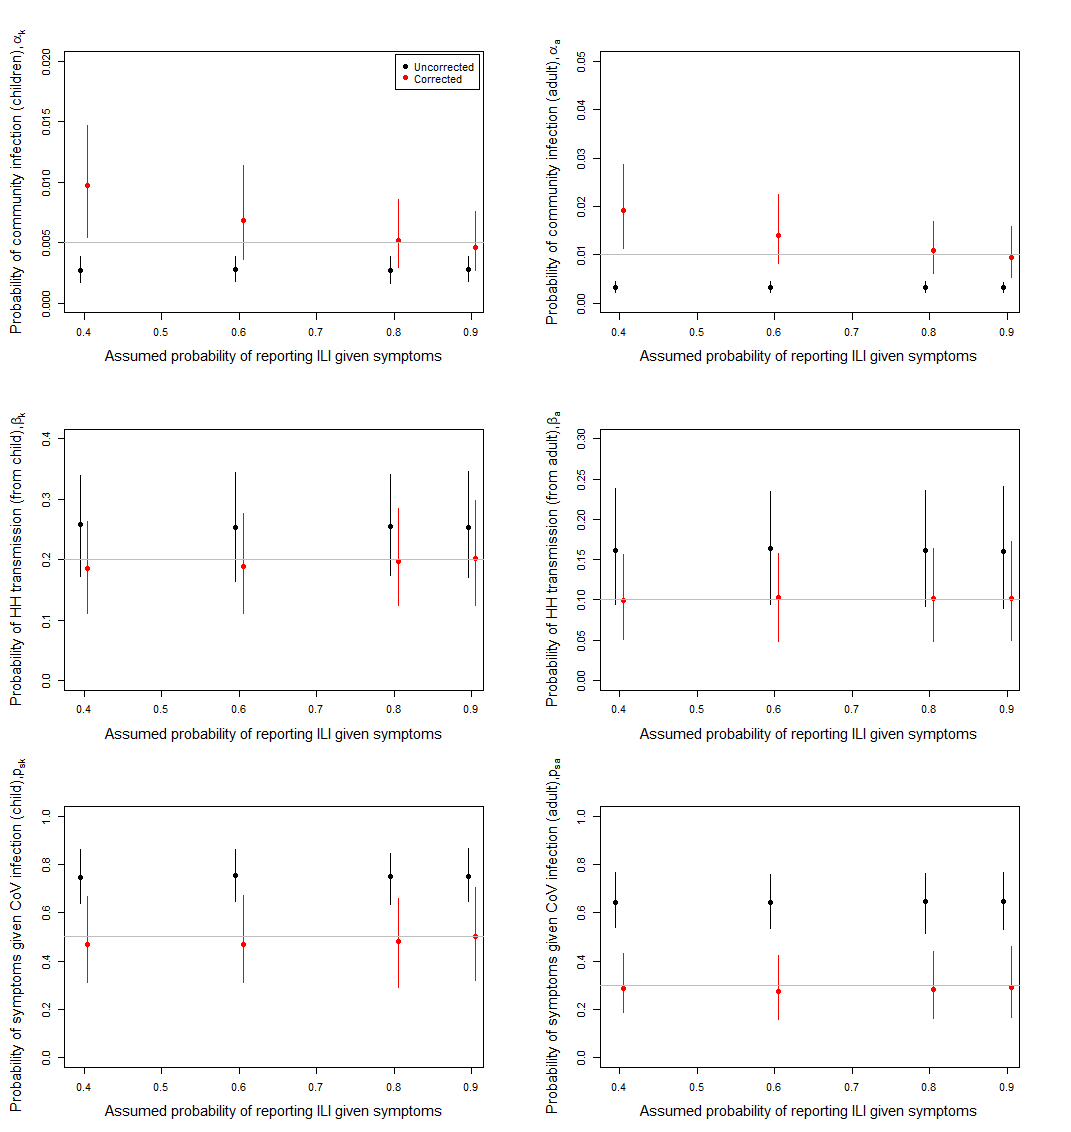 Probability of community infection (children), αk
0.020
0.015
0.010
0.005
0.000
Uncorrected
Corrected
0.4 0.6 0.7 0.8 0.9
Assumed probability of reporting ILI given symptoms
Probability of community infection (adult), αa
0.05
0.04
0.03
0.02
0.01
0.00
0.4 0.5 0.6 0.7 0.8 0.9
Assumed probability of reporting ILI given symptoms
Probability of HH transmission (from child),βk
0.4
0.3
0.2
0.1
0.0
0.4 0.5 0.6 0.7 0.8 0.9
Assumed probability of reporting ILI given symptoms
Probability of HH transmission (from adult),βa
0.30
0.25
0.20
0.15
0.10
0.05
0.00
0.4 0.5 0.6 0.7 0.8 0.9
Assumed probability of reporting ILI given symptoms
Probability of symptoms given CoV infection (child),psk
1.0
0.8
0.6
0.4
0.2
0.0
0.4 0.5 0.6 0.7 0.8 0.9
Assumed probability of reporting ILI given symptoms
Probability of symptoms given CoV infection (adult),psa
1.0
0.8
0.6
0.4
0.2
0.0
0.4 0.5 0.6 0.7 0.8 0.9
Assumed probability of reporting ILI given symptoms